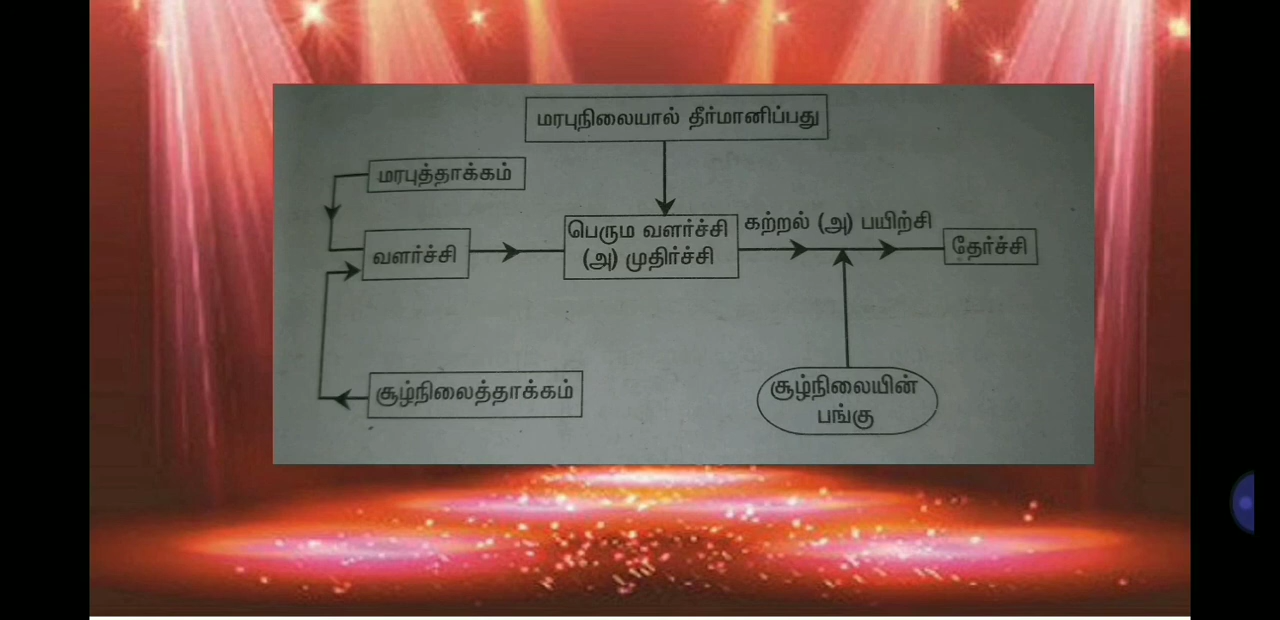 மரபுநிலையால் தீர்மானிப்பது
மரபுத்தாக்கம்
வளர்ச்சி
பெரும வளர்ச்சி
(அ) முதிர்ச்சி
கற்றல் (அ) பயிற்சி
தேர்ச்சி
சூழ்நிலைத்தாக்கம்
சூழ்நிலையின்
பங்கு